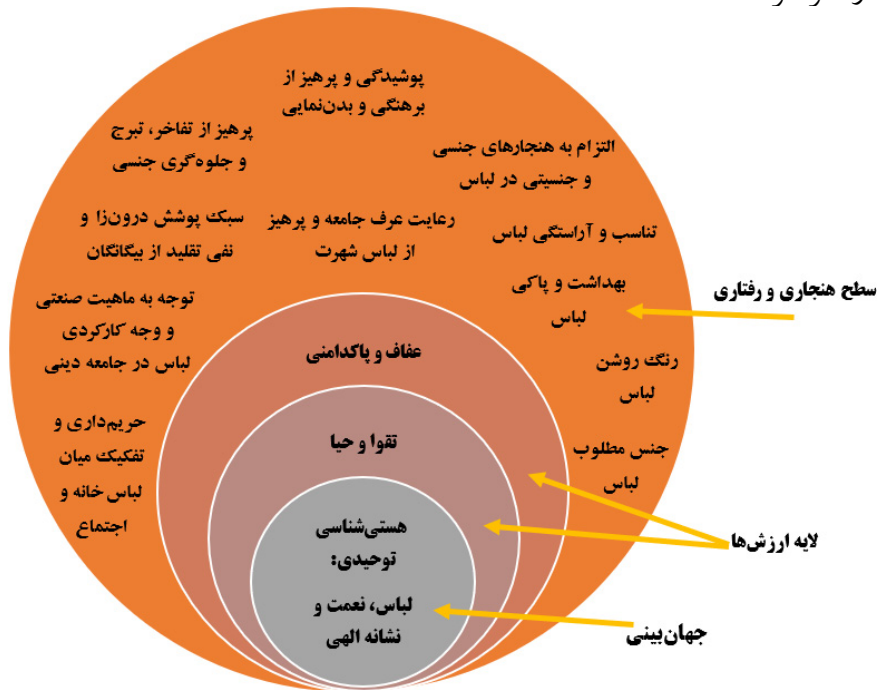 پوشیدگی و پرهیز از
برهنگی و بدن‌نمایی
پرهیز از تفاخر، تبرج
و جلوه‌گری جنسی
التزام به هنجارهای جنسی
و جنسیتی در لباس
سبک پوشش درون‌زا و
نفی تقلید از بیگانگان
رعایت عرف جامعه و پرهیز
از لباس شهرت
تناسب و آراستگی لباس
بهداشت و پاکی
لباس
سطح هنجاری و رفتاری
توجه به ماهیت صنعتی
و وجه کارکردی
لباس در جامعه دینی
رنگ روشن
لباس
عفاف و پاکدامنی
حریم‌داری و
تفکیک میان
لباس خانه و
اجتماع
جنس مطلوب
لباس
تقوا و حیا
لایه ارزش‌ها
هستی‌شناسی
توحیدی:
لباس، نعمت و
نشانه الهی
جهان‌بینی